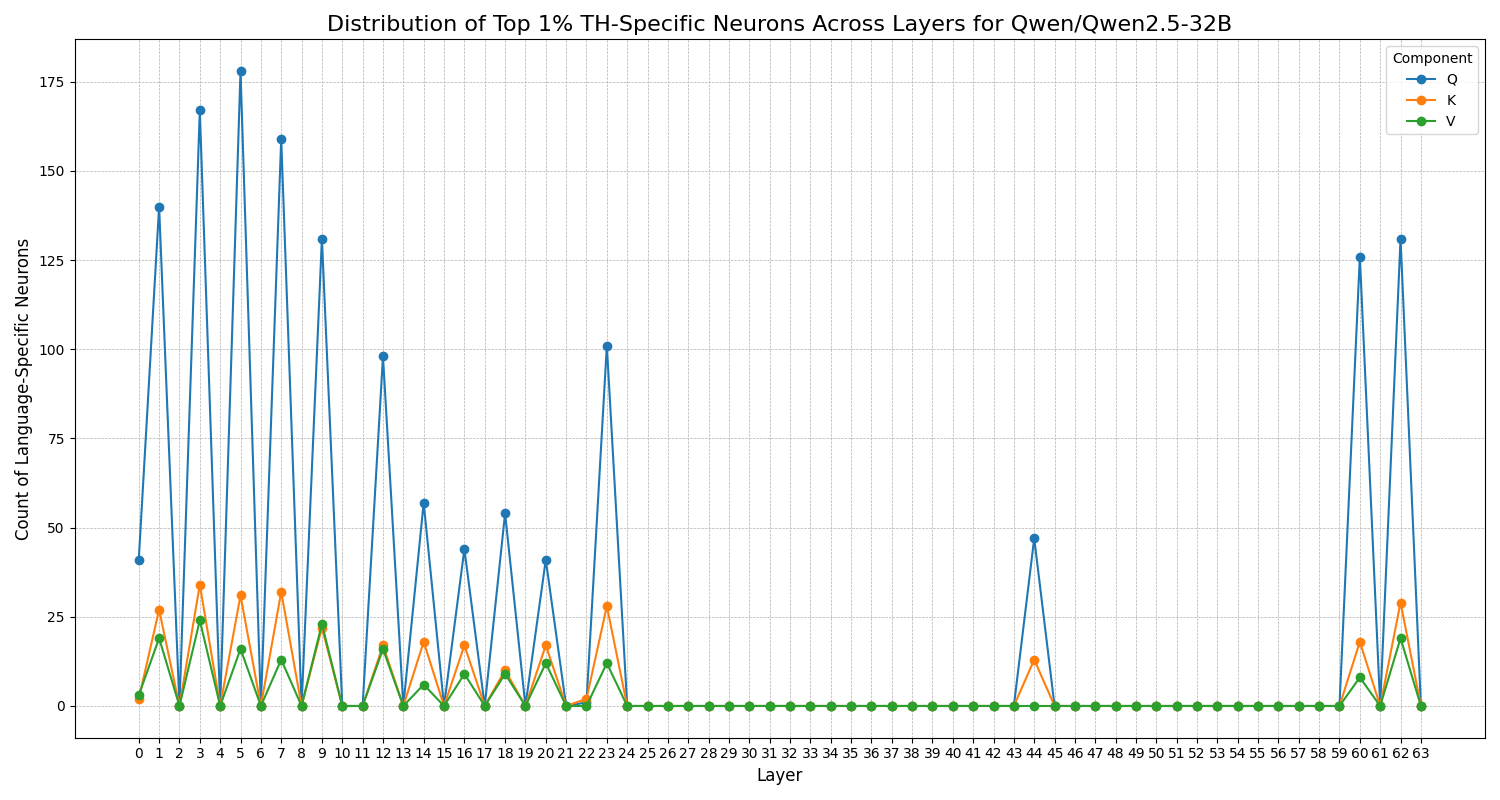 Distribution of Top 1% TH-Specific Neurons Across Layers for Qwen/Qwen2.5-32B
Component
Q
K
V
175
150
125
100
75
50
25
0
Count of Language-Specific Neurons
0 1 2 3 4 5 6 7 8 9 10 11 12 13 14 15 16 17 18 19 20 21 22 23 24 25 26 27 28 29 30 31 32 33 34 35 36 37 38 39 40 41 42 43 44 45 46 47 48 49 50 51 52 53 54 55 56 57 58 59 60 61 62 63
Layer